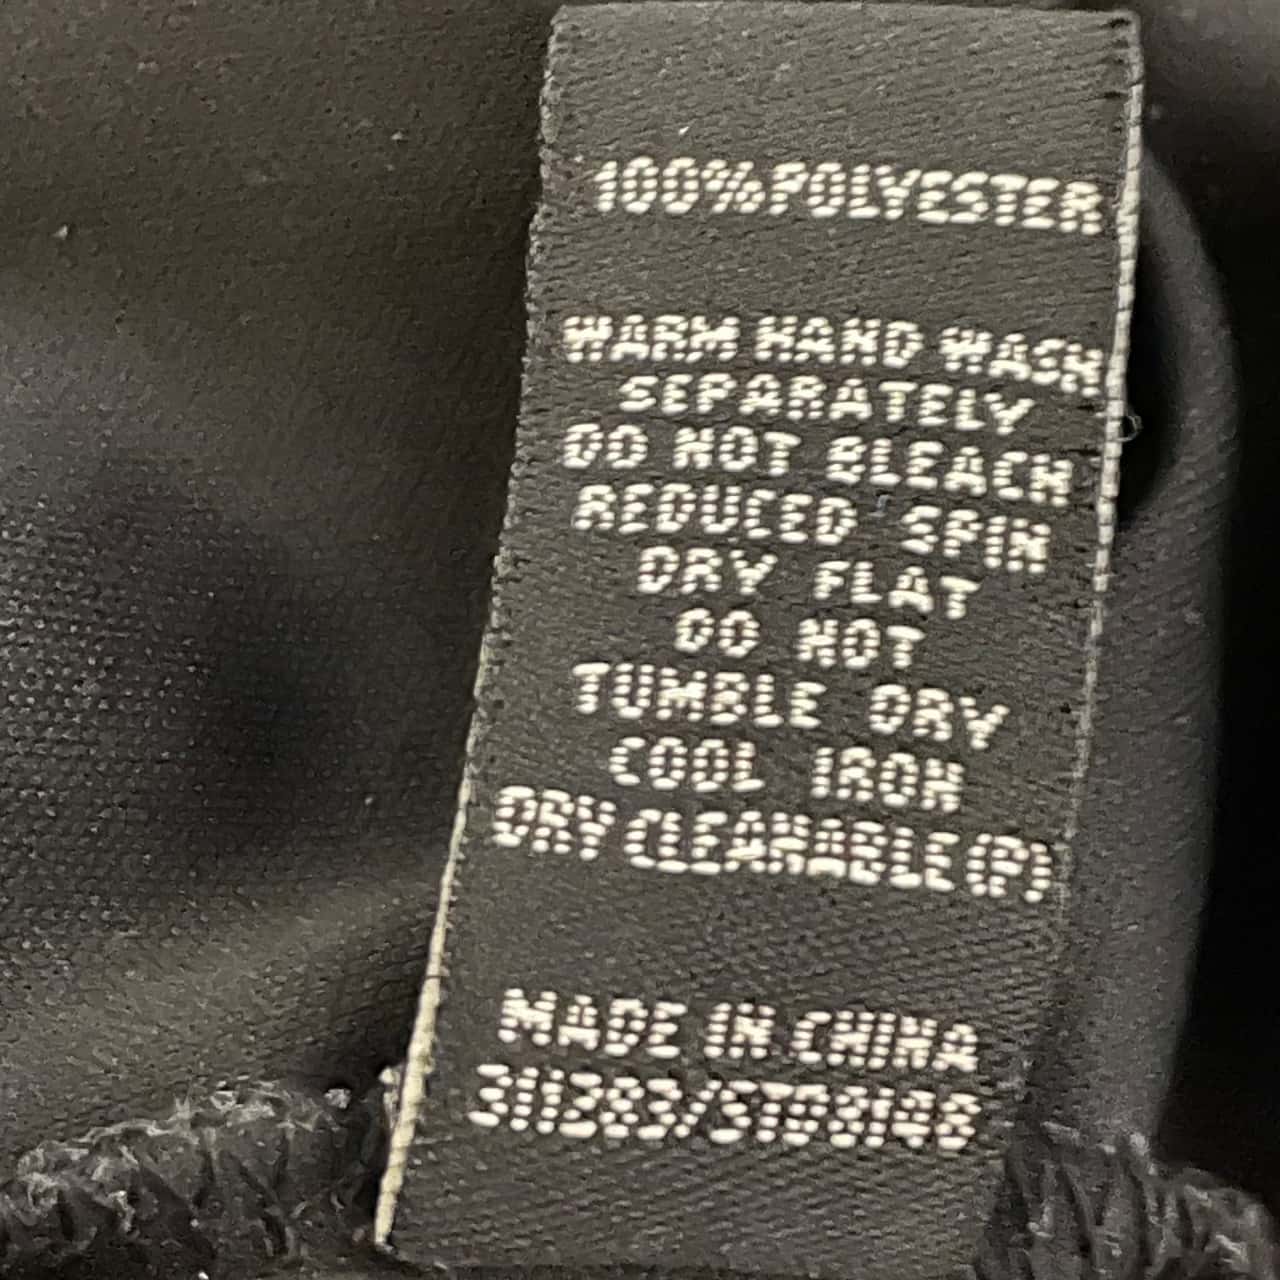 100%POLYESTER
WARM HAND WASH
SEPARATELY
DO NOT BLEACH
REDUCED SPIN
DRY FLAT
DO NOT
TUMBLE DRY
COOL IRON
DRY CLEANABLE(P)
MADE IN CHINA